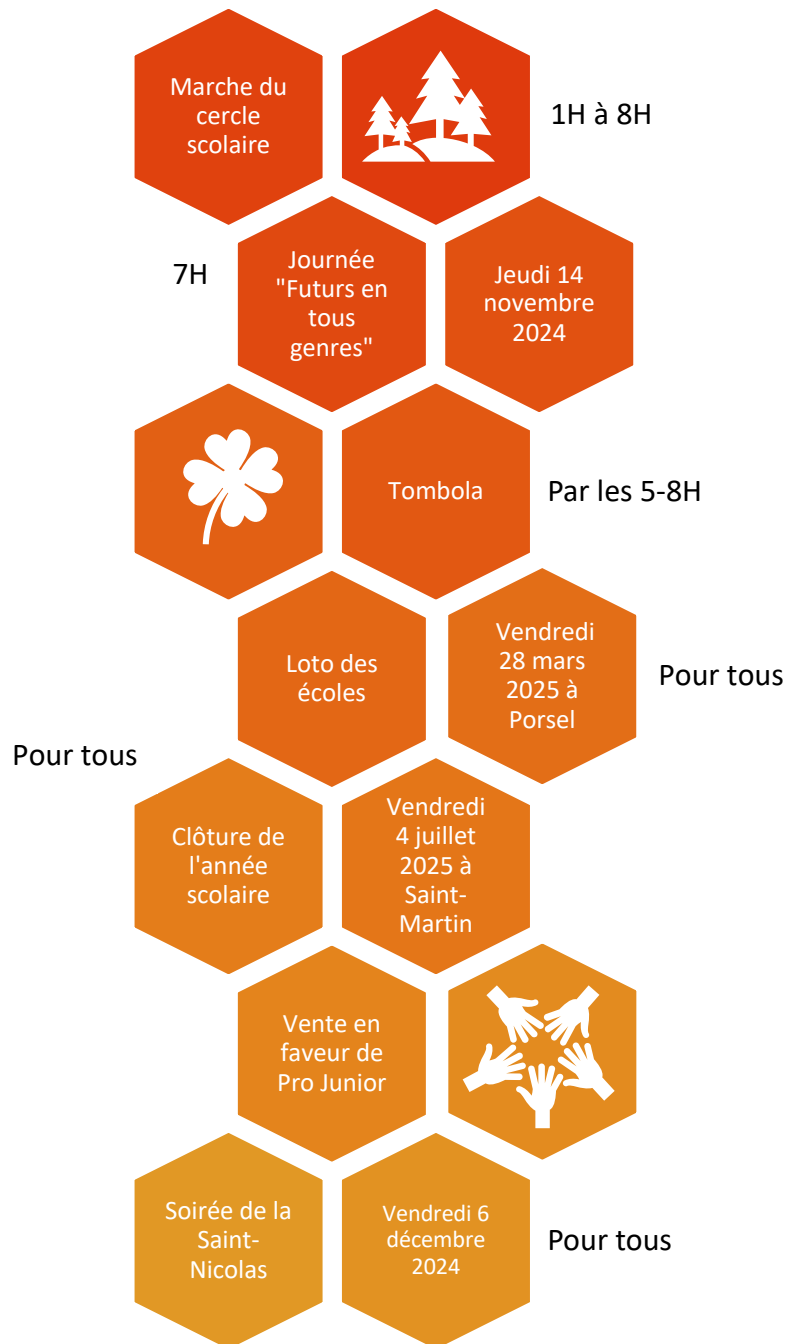 Marche du
cercle
scolaire
1H à 8H
7H
Journée
"Futurs en
tous
genres"
Jeudi 14
novembre
2024
Tombola
Par les 5-8H
Loto des
écoles
Vendredi
28 mars
2025 à
Porsel
Pour tous
Pour tous
Clôture de
l'année
scolaire
Vendredi
4 juillet
2025 à
Saint-
Martin
Vente en
faveur de
Pro Junior
Soirée de la
Saint-
Nicolas
Vendredi 6
décembre
2024
Pour tous